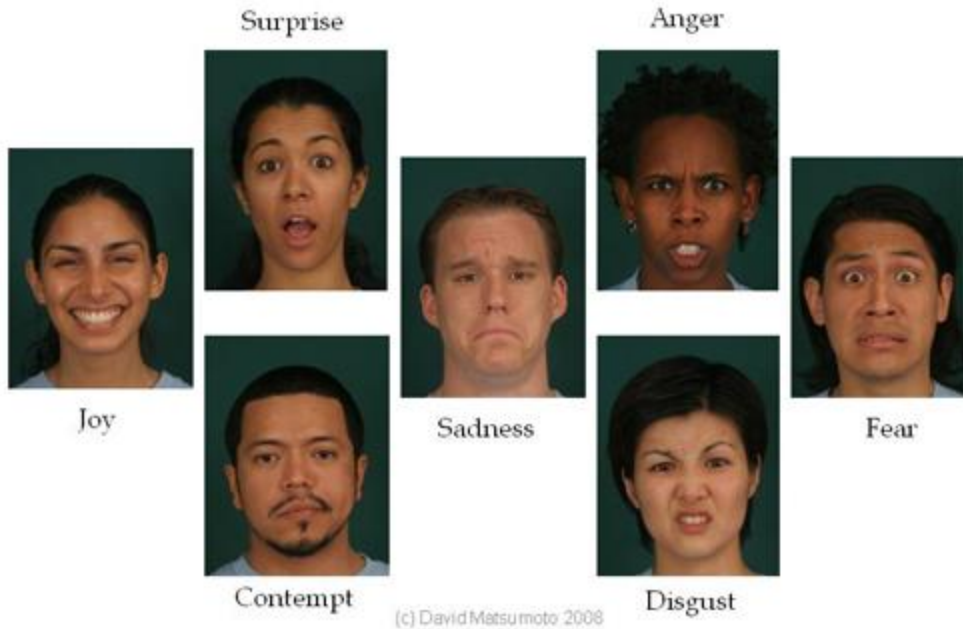 Surprise
Anger
Joy
Sadness
Fear
Contempt
Disgust
(c) David Matsumoto 2008